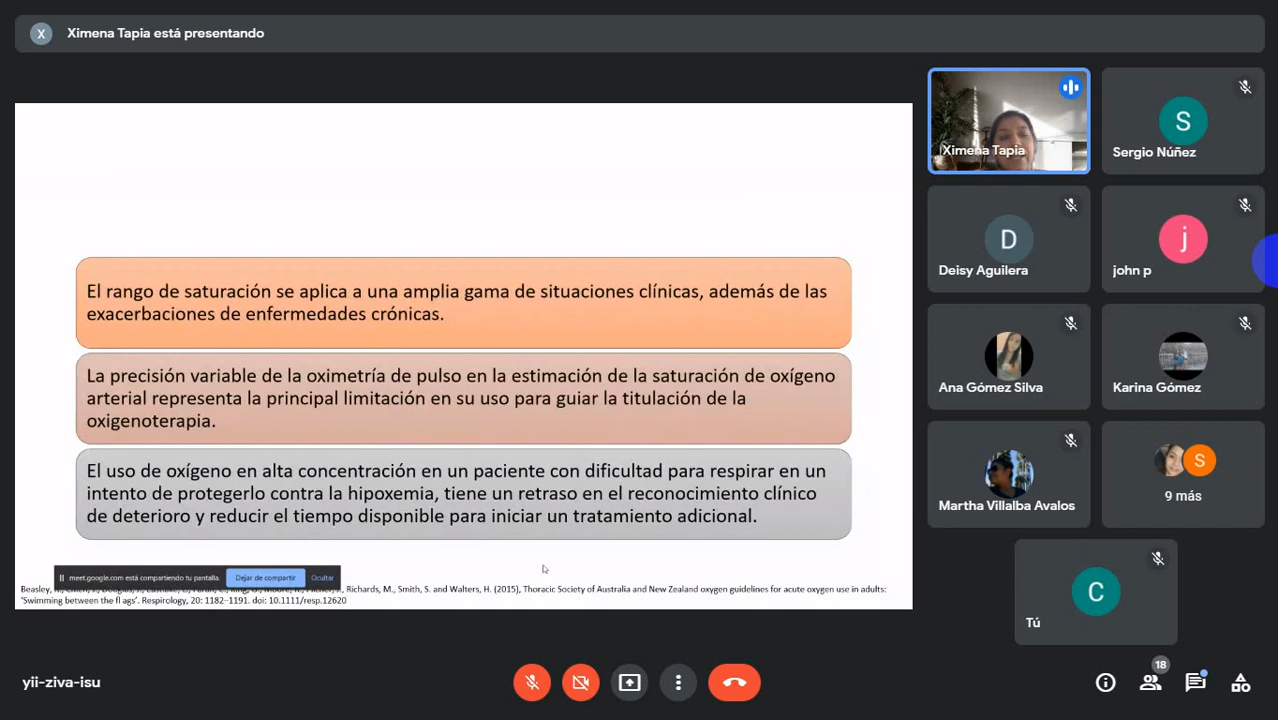 X
Ximena Tapia está presentando
El rango de saturación se aplica a una amplia gama de situaciones clínicas, además de las
exacerbaciones de enfermedades crónicas.
La precisión variable de la oximetría de pulso en la estimación de la saturación de oxígeno
arterial representa la principal limitación en su uso para guiar la titulación de la
oxigenoterapia.
El uso de oxígeno en alta concentración en un paciente con dificultad para respirar en un
intento de protegerlo contra la hipoxemia, tiene un retraso en el reconocimiento clínico
de deterioro y reducir el tiempo disponible para iniciar un tratamiento adicional.
meet.google.com está compartiendo tu pantalla.
Dejar de compartir
Ocultar
Beasley, Richards, M., Smith, S. and Walters, H. (2015), Thoracic Society of Australia and New Zealand oxygen guidelines for acute oxygen use in adults:
'Swimming between the fl ags'. Respirology, 20: 1182–1191. doi: 10.1111/resp.12620
Ximena Tapia
S
Sergio Núñez
D
Deisy Aguilera
j
john p
Ana Gómez Silva
Karina Gómez
Martha Villalba Avalos
S
9 más
C
Tú
yii-ziva-isu
18